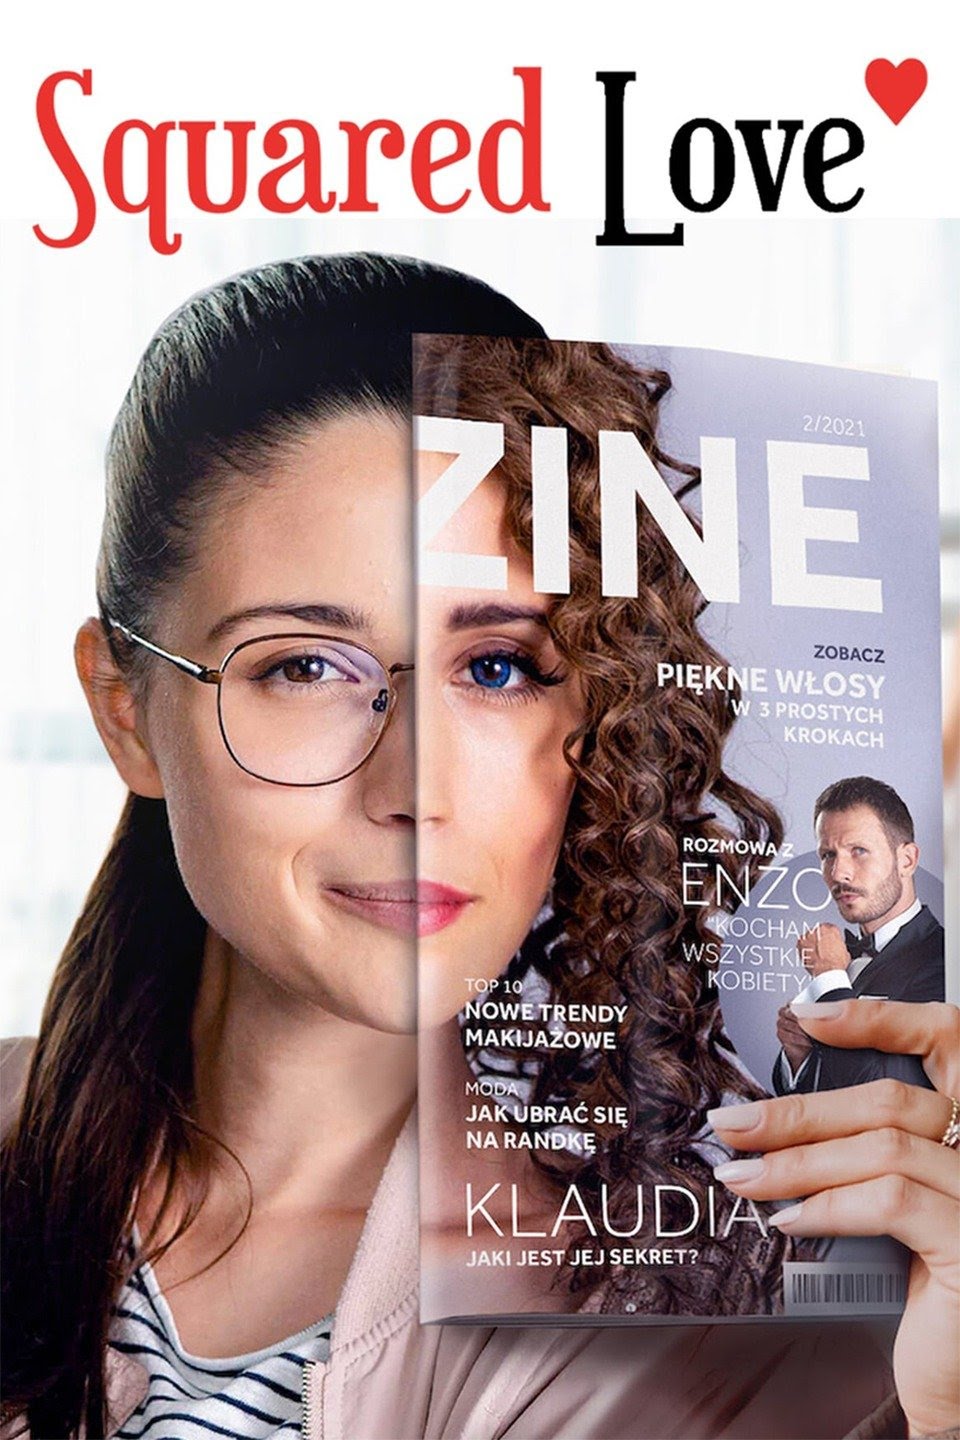 Squared Love
ZINE
2/2021
ZOBACZ
PIĘKNE WŁOSY
W 3 PROSTYCH
KROKACH
ROZMOWA Z
ENZO
"KOCHAM
WSZYSTKIE
KOBIETY"
TOP 10
NOWE TRENDY
MAKIJAŻOWE
MODA
JAK UBRAĆ SIĘ
NA RANDKĘ
KLAUDIA
JAKI JEST JEJ SEKRET?